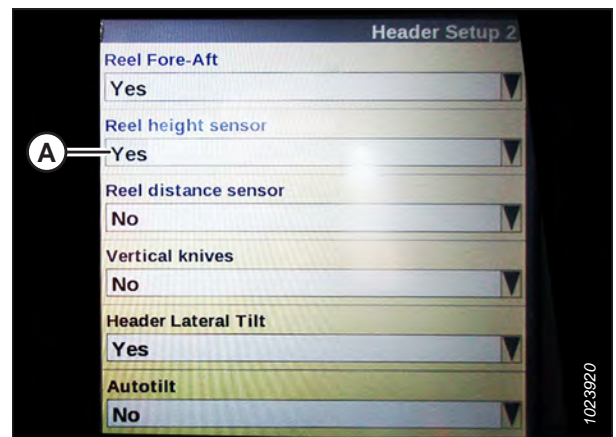 Header Setup 2
Reel Fore-Aft
Yes
Reel height sensor
A
Yes
Reel distance sensor
No
Vertical knives
No
Header Lateral Tilt
Yes
Autotilt
No
1023920